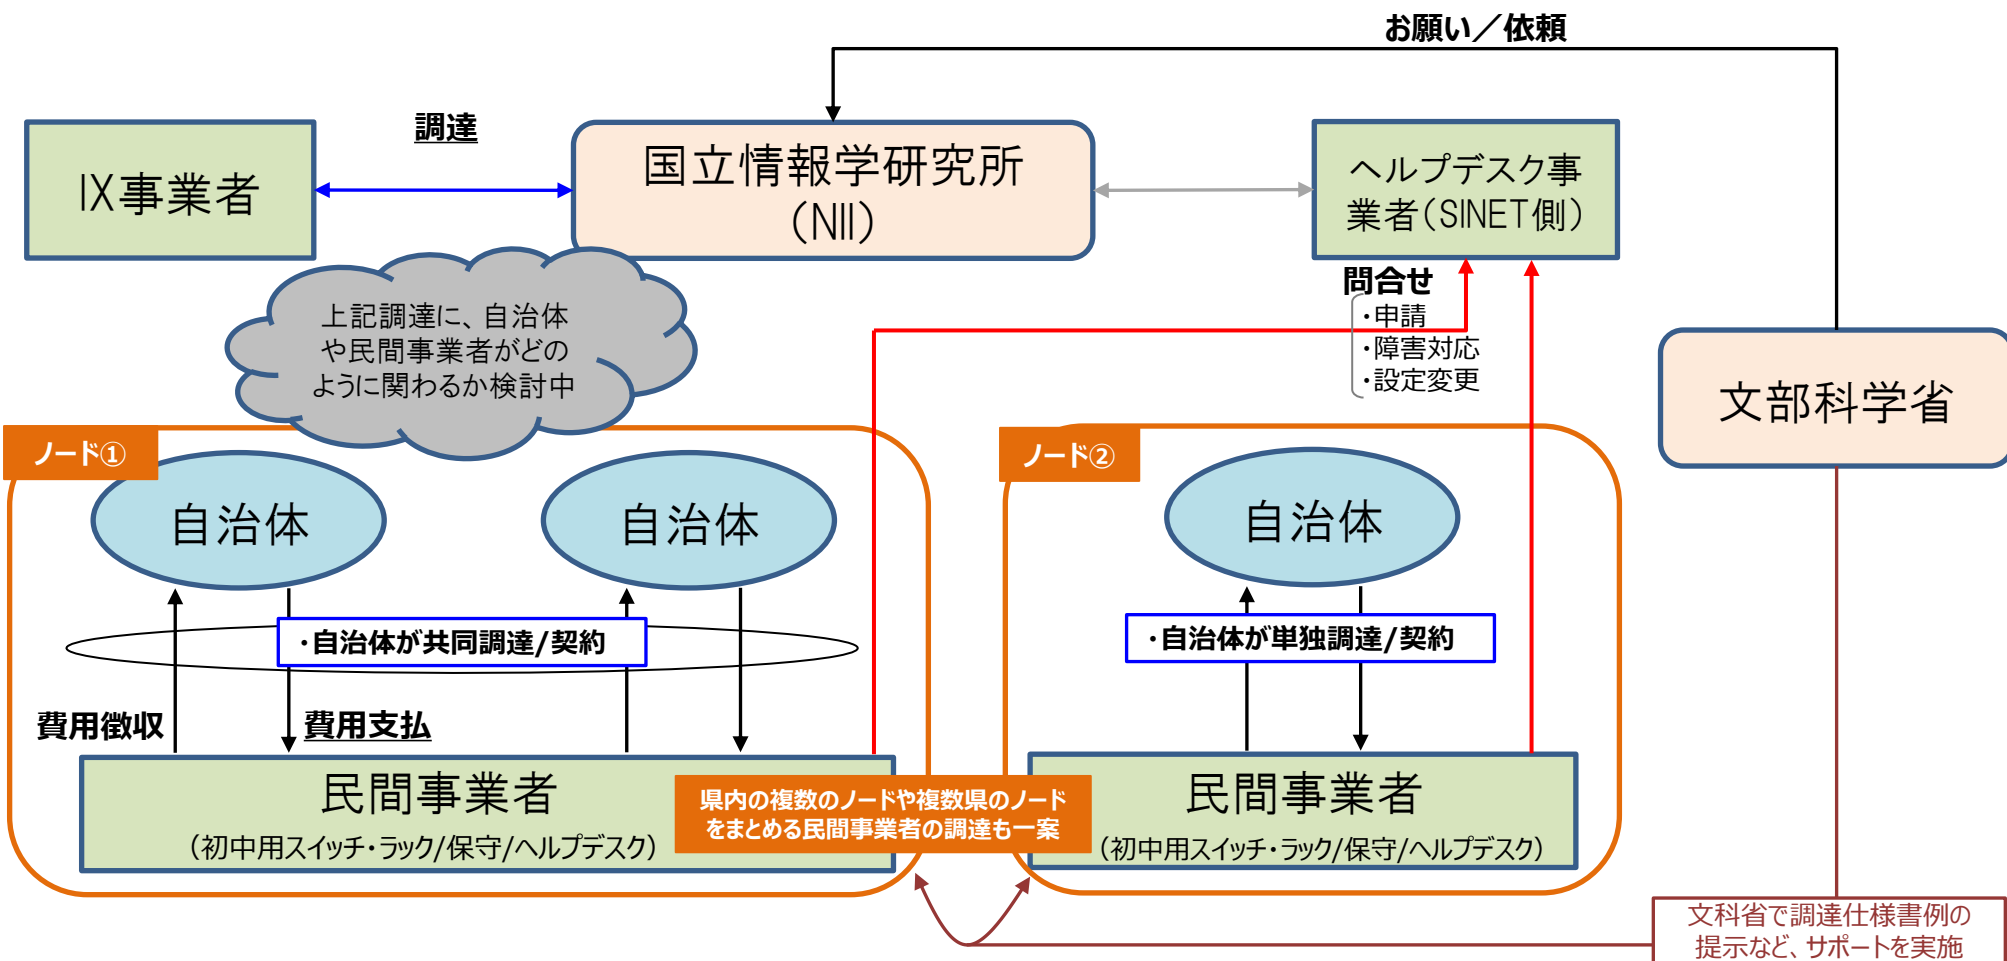 お願い／依頼
調達
IX事業者
国立情報学研究所
（NII）
ヘルプデスク事
業者（SINET側）
上記調達に、自治体
や民間事業者がどの
ように関わるか検討中
問合せ
・申請
・障害対応
・設定変更
文部科学省
ノード①
自治体
自治体
・自治体が共同調達/契約
費用徴収
費用支払
民間事業者
（初中用スイッチ・ラック/保守/ヘルプデスク）
県内の複数のノードや複数県のノード
をまとめる民間事業者の調達も一案
ノード②
自治体
・自治体が単独調達/契約
民間事業者
（初中用スイッチ・ラック/保守/ヘルプデスク）
文科省で調達仕様書例の
提示など、サポートを実施